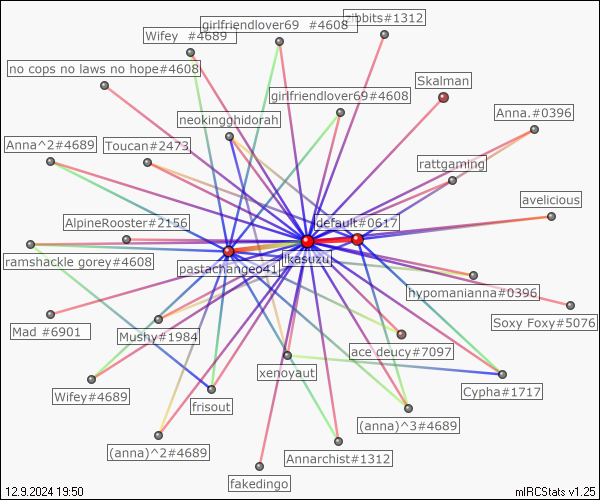 zibbits#1312
girlfriendlover69 #4608
Wifey #4689
no cops no laws no hope#4608
Skalman
girlfriendlover69#4608
Anna.#0396
neokingghidorah
Anna^2#4689
Toucan#2473
rattgaming
avelicious
AlpineRooster#2156
default#0617
ikasuzu
ramshackle gorey#4608
pastachangeo41
hypomanianna#0396
Soxy Foxy#5076
Mad #6901
Mushy#1984
ace deucy#7097
xenoyaut
Wifey#4689
Cypha#1717
frisout
(anna)^3#4689
(anna)^2#4689
Annarchist#1312
fakedingo
12.9.2024 19:50
mIRCStats v1.25